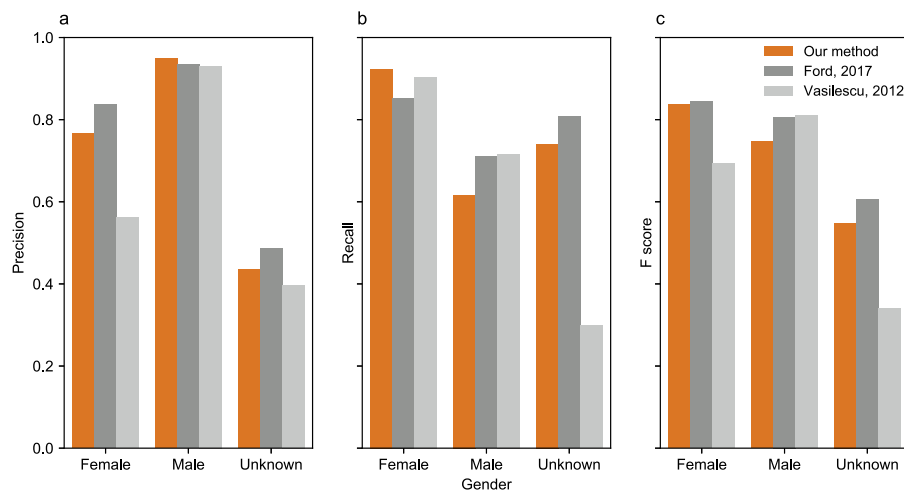 a
b
c
1.0
0.8
0.6
0.4
0.2
0.0
Precision
Recall
F score
Our method
Ford, 2017
Vasilescu, 2012
Female
Male
Unknown
Female
Male
Unknown
Female
Male
Unknown
Gender